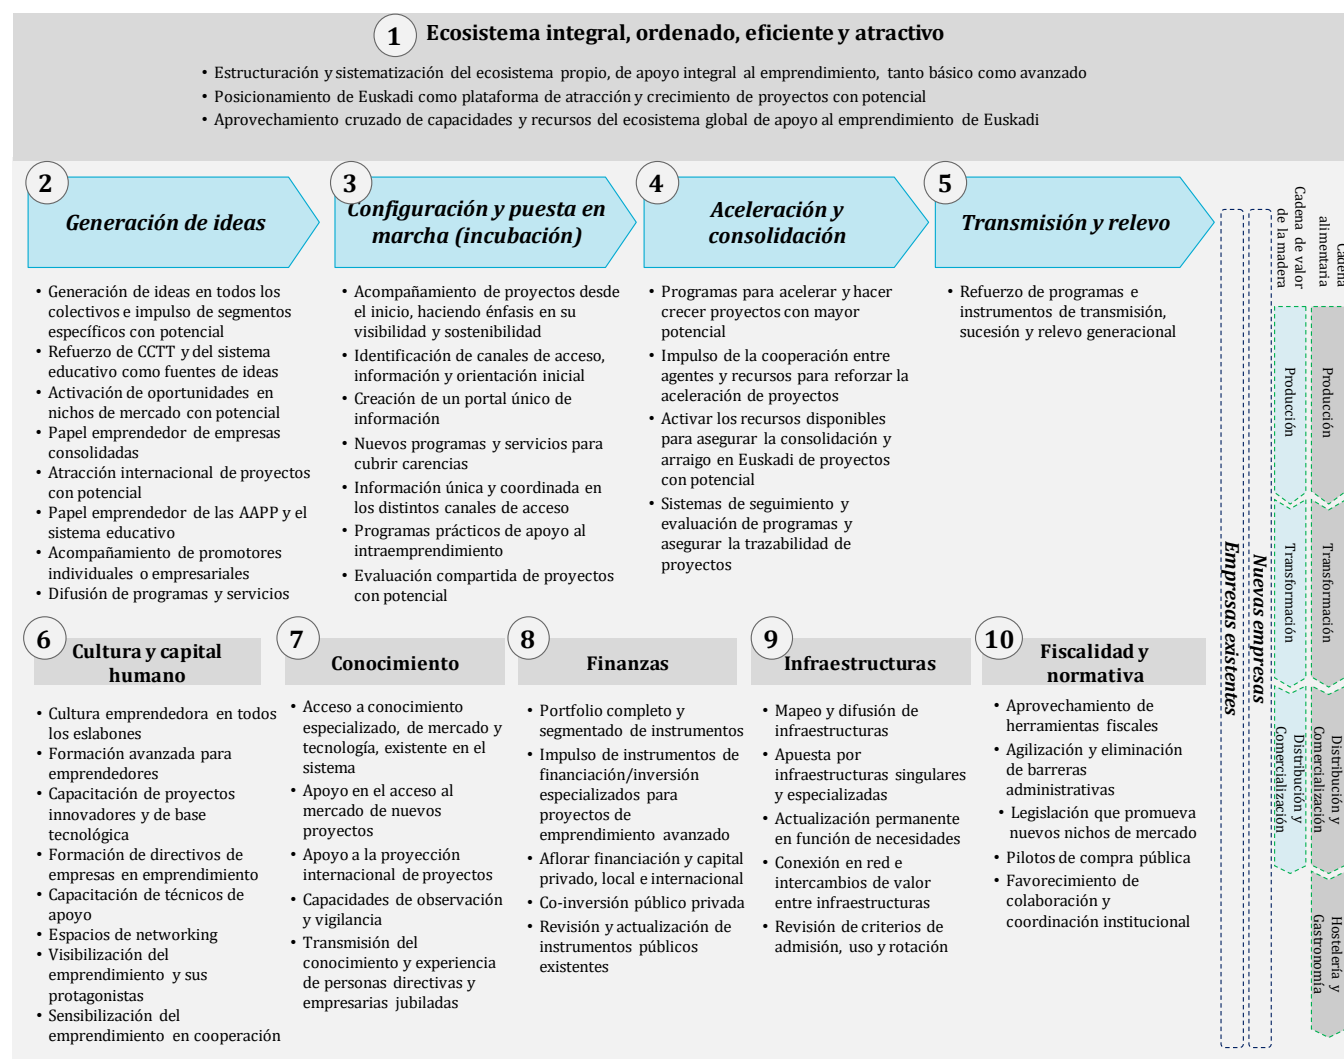 1 Ecosistema integral, ordenado, eficiente y atractivo
• Estructuración y sistematización del ecosistema propio, de apoyo integral al emprendimiento, tanto básico como avanzado
• Posicionamiento de Euskadi como plataforma de atracción y crecimiento de proyectos con potencial
• Aprovechamiento cruzado de capacidades y recursos del ecosistema global de apoyo al emprendimiento de Euskadi
2
Generación de ideas
• Generación de ideas en todos los
colectivos e impulso de segmentos
específicos con potencial
• Refuerzo de CCTT y del sistema
educativo como fuentes de ideas
• Activación de oportunidades en
nichos de mercado con potencial
• Papel emprendedor de empresas
consolidadas
• Atracción internacional de proyectos
con potencial
• Papel emprendedor de las AAPP y el
sistema educativo
• Acompañamiento de promotores
individuales o empresariales
• Difusión de programas y servicios
3
Configuración y puesta en
marcha (incubación)
• Acompañamiento de proyectos desde
el inicio, haciendo énfasis en su
visibilidad y sostenibilidad
• Identificación de canales de acceso,
información y orientación inicial
• Creación de un portal único de
información
• Nuevos programas y servicios para
cubrir carencias
• Información única y coordinada en
los distintos canales de acceso
• Programas prácticos de apoyo al
intraemprendimiento
• Evaluación compartida de proyectos
con potencial
4
Aceleración y
consolidación
• Programas para acelerar y hacer
crecer proyectos con mayor
potencial
• Impulso de la cooperación entre
agentes y recursos para reforzar la
aceleración de proyectos
• Activar los recursos disponibles
para asegurar la consolidación y
arraigo en Euskadi de proyectos
con potencial
• Sistemas de seguimiento y
evaluación de programas y
asegurar la trazabilidad de
proyectos
5
Transmisión y relevo
• Refuerzo de programas e
instrumentos de transmisión,
sucesión y relevo generacional
6
Cultura y capital
humano
• Cultura emprendedora en todos
los eslabones
• Formación avanzada para
emprendedores
• Capacitación de proyectos
innovadores y de base
tecnológica
• Formación de directivos de
empresas en emprendimiento
• Capacitación de técnicos de
apoyo
• Espacios de networking
• Visibilización del
emprendimiento y sus
protagonistas
• Sensibilización del
emprendimiento en cooperación
7
Conocimiento
• Acceso a conocimiento
especializado, de mercado y
tecnología, existente en el
sistema
• Apoyo en el acceso al
mercado de nuevos
proyectos
• Apoyo a la proyección
internacional de proyectos
• Capacidades de observación
y vigilancia
• Transmisión del
conocimiento y experiencia
de personas directivas y
empresarias jubiladas
8
Finanzas
• Portfolio completo y
segmentado de instrumentos
• Impulso de instrumentos de
financiación/inversión
especializados para
proyectos de
emprendimiento avanzado
• Aflorar financiación y capital
privado, local e internacional
• Co-inversión público privada
• Revisión y actualización de
instrumentos públicos
existentes
9
Infraestructuras
• Mapeo y difusión de
infraestructuras
• Apuesta por
infraestructuras singulares
y especializadas
• Actualización permanente
en función de necesidades
• Conexión en red e
intercambios de valor
entre infraestructuras
• Revisión de criterios de
admisión, uso y rotación
10
Fiscalidad y
normativa
• Aprovechamiento de
herramientas fiscales
• Agilización y eliminación
de barreras
administrativas
• Legislación que promueva
nuevos nichos de mercado
• Pilotos de compra pública
• Favorecimiento de
colaboración y
coordinación institucional
Empresas existentes
Nuevas empresas
Cadena de valor
de la madera
Producción
Transformación
Distribución y
Comercialización
Cadena
alimentaria
Producción
Transformación
Distribución y
Comercialización
Hostelería y
Gastronomía